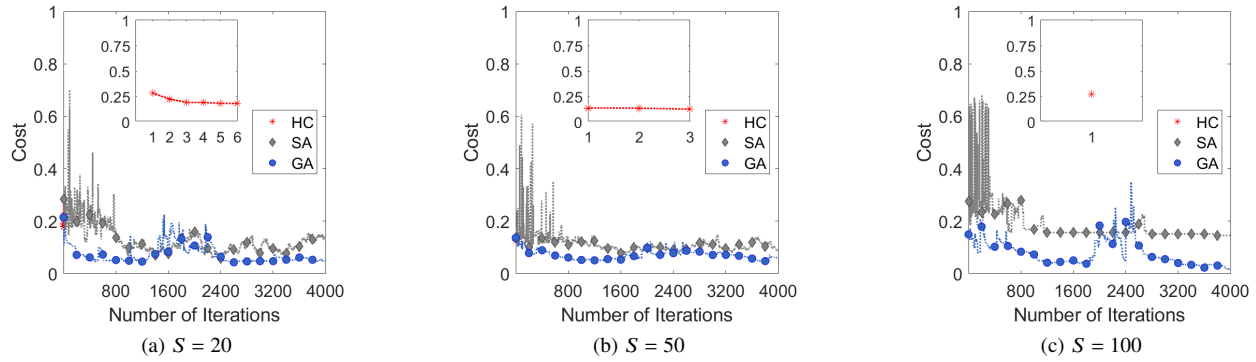 1
0.8
0.6
0.4
0.2
0
Cost
800
1600
2400
3200
4000
Number of Iterations
1
0.75
0.5
0.25
0
1 2 3 4 5 6
HC
SA
GA
(a) S = 20
1
0.8
0.6
0.4
0.2
0
Cost
800
1600
2400
3200
4000
Number of Iterations
1
0.75
0.5
0.25
0
1 2 3
HC
SA
GA
(b) S = 50
1
0.8
0.6
0.4
0.2
0
Cost
800
1600
2400
3200
4000
Number of Iterations
1
0.75
0.5
0.25
0
1
HC
SA
GA
(c) S = 100